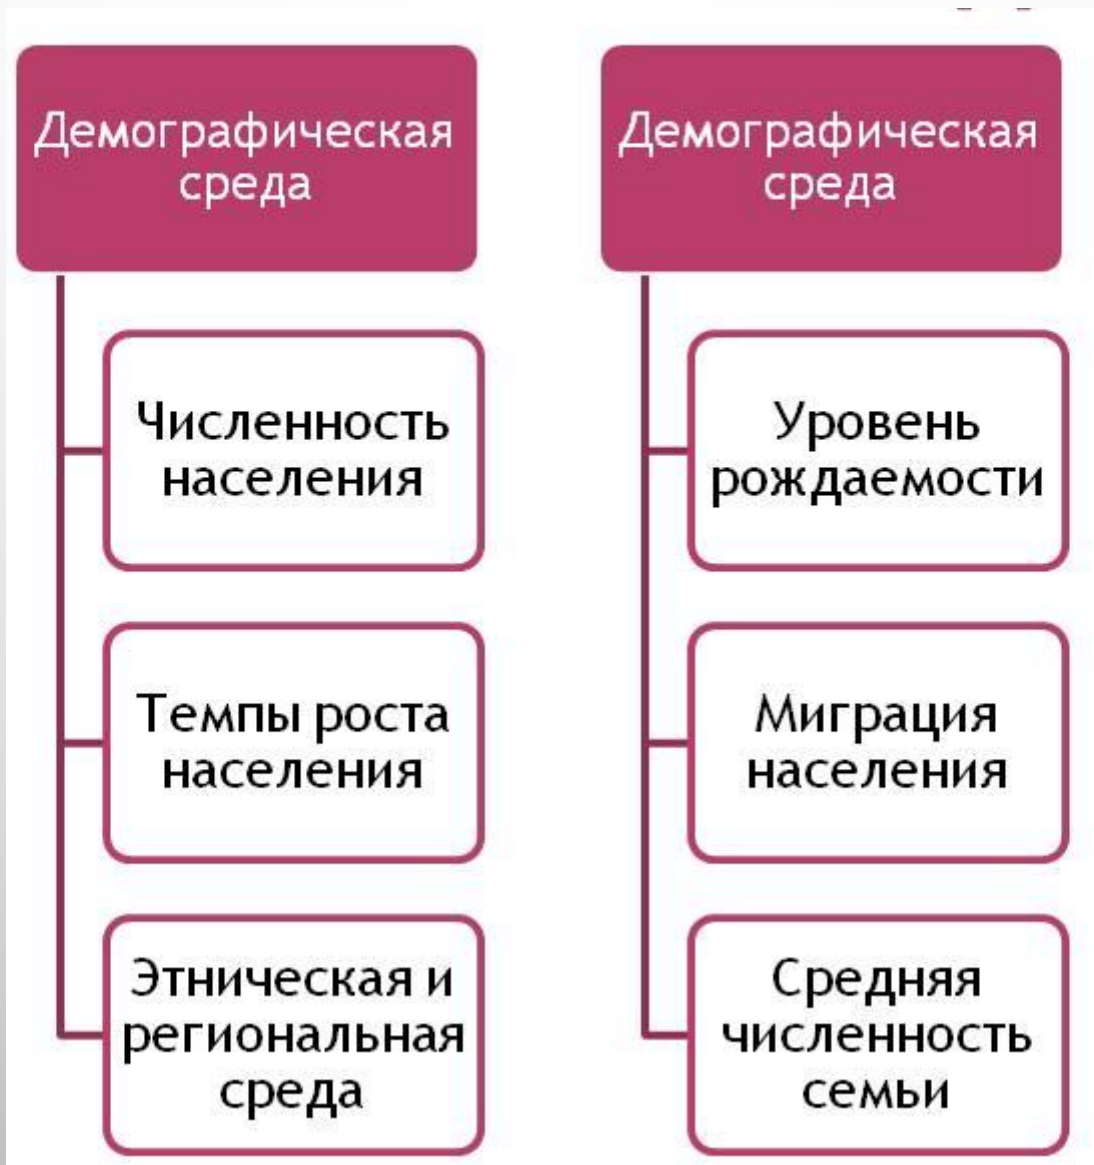 Демографическая
среда
Численность
населения
Темпы роста
населения
Этническая и
региональная
среда
Демографическая
среда
Уровень
рождаемости
Миграция
населения
Средняя
численность
семьи